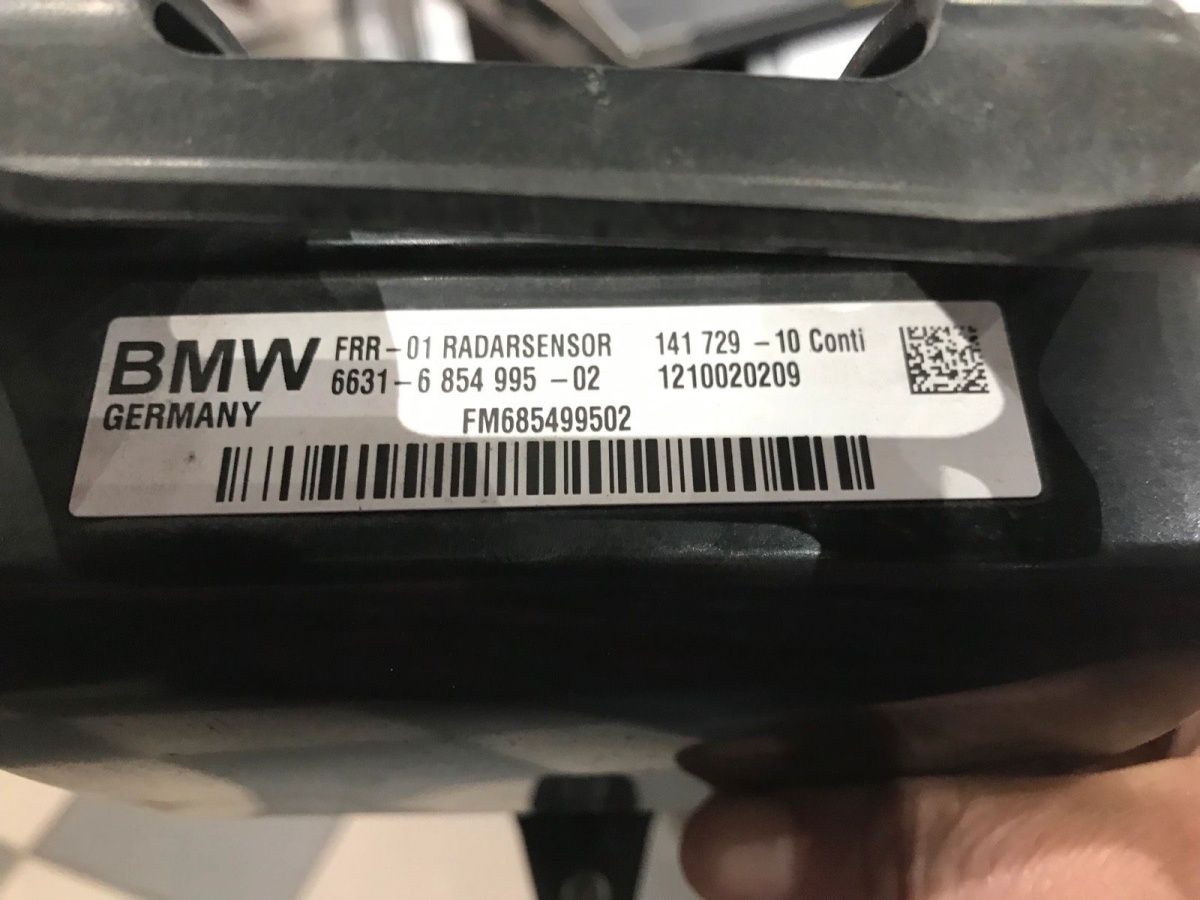 BMW FRR-01 RADARSENSOR 141 729 -10 Conti
6631-6 854 995 -02 1210020209
GERMANY FM685499502